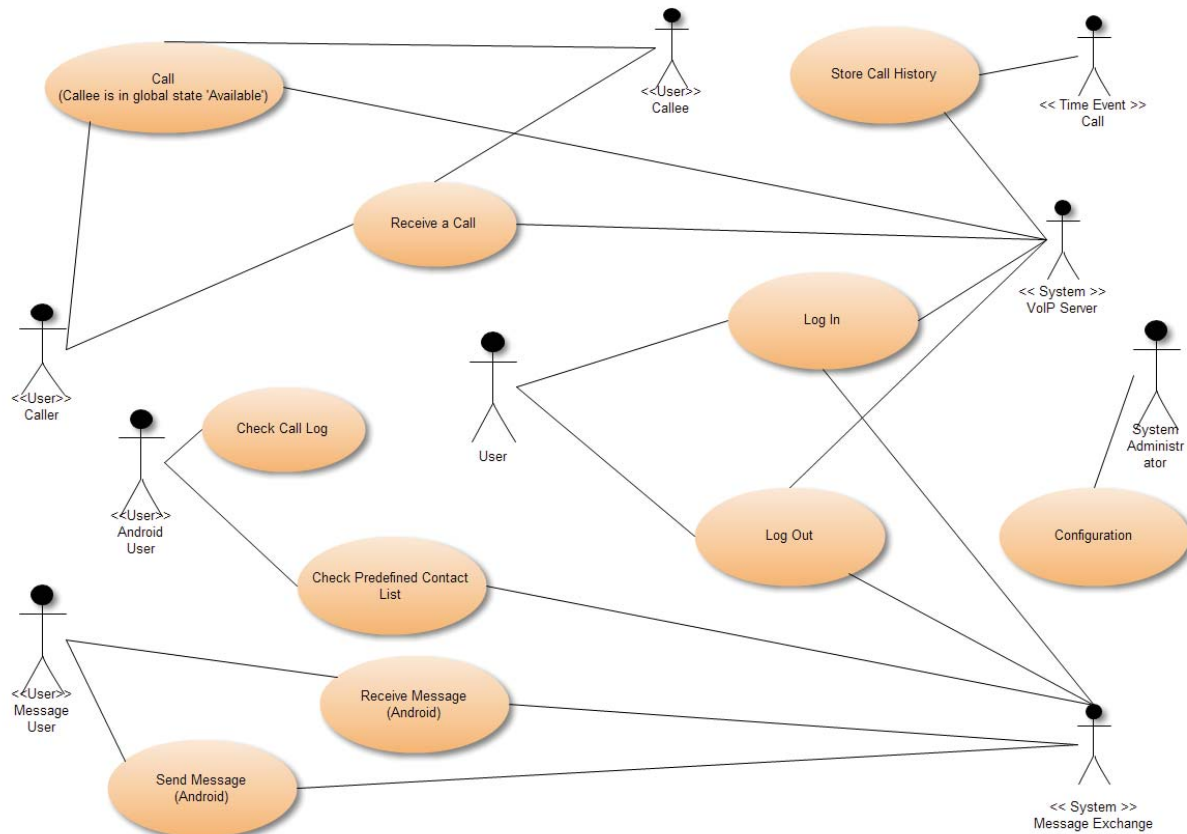 Call
(Callee is in global state 'Available')
<<User>>
Callee
Store Call History
<< Time Event >>
Call
Receive a Call
<< System >>
VoIP Server
<<User>>
Caller
Log In
User
System
Administr
ator
Check Call Log
<<User>>
Android
User
Log Out
Configuration
Check Predefined Contact
List
<<User>>
Message
User
Receive Message
(Android)
Send Message
(Android)
<< System >>
Message Exchange